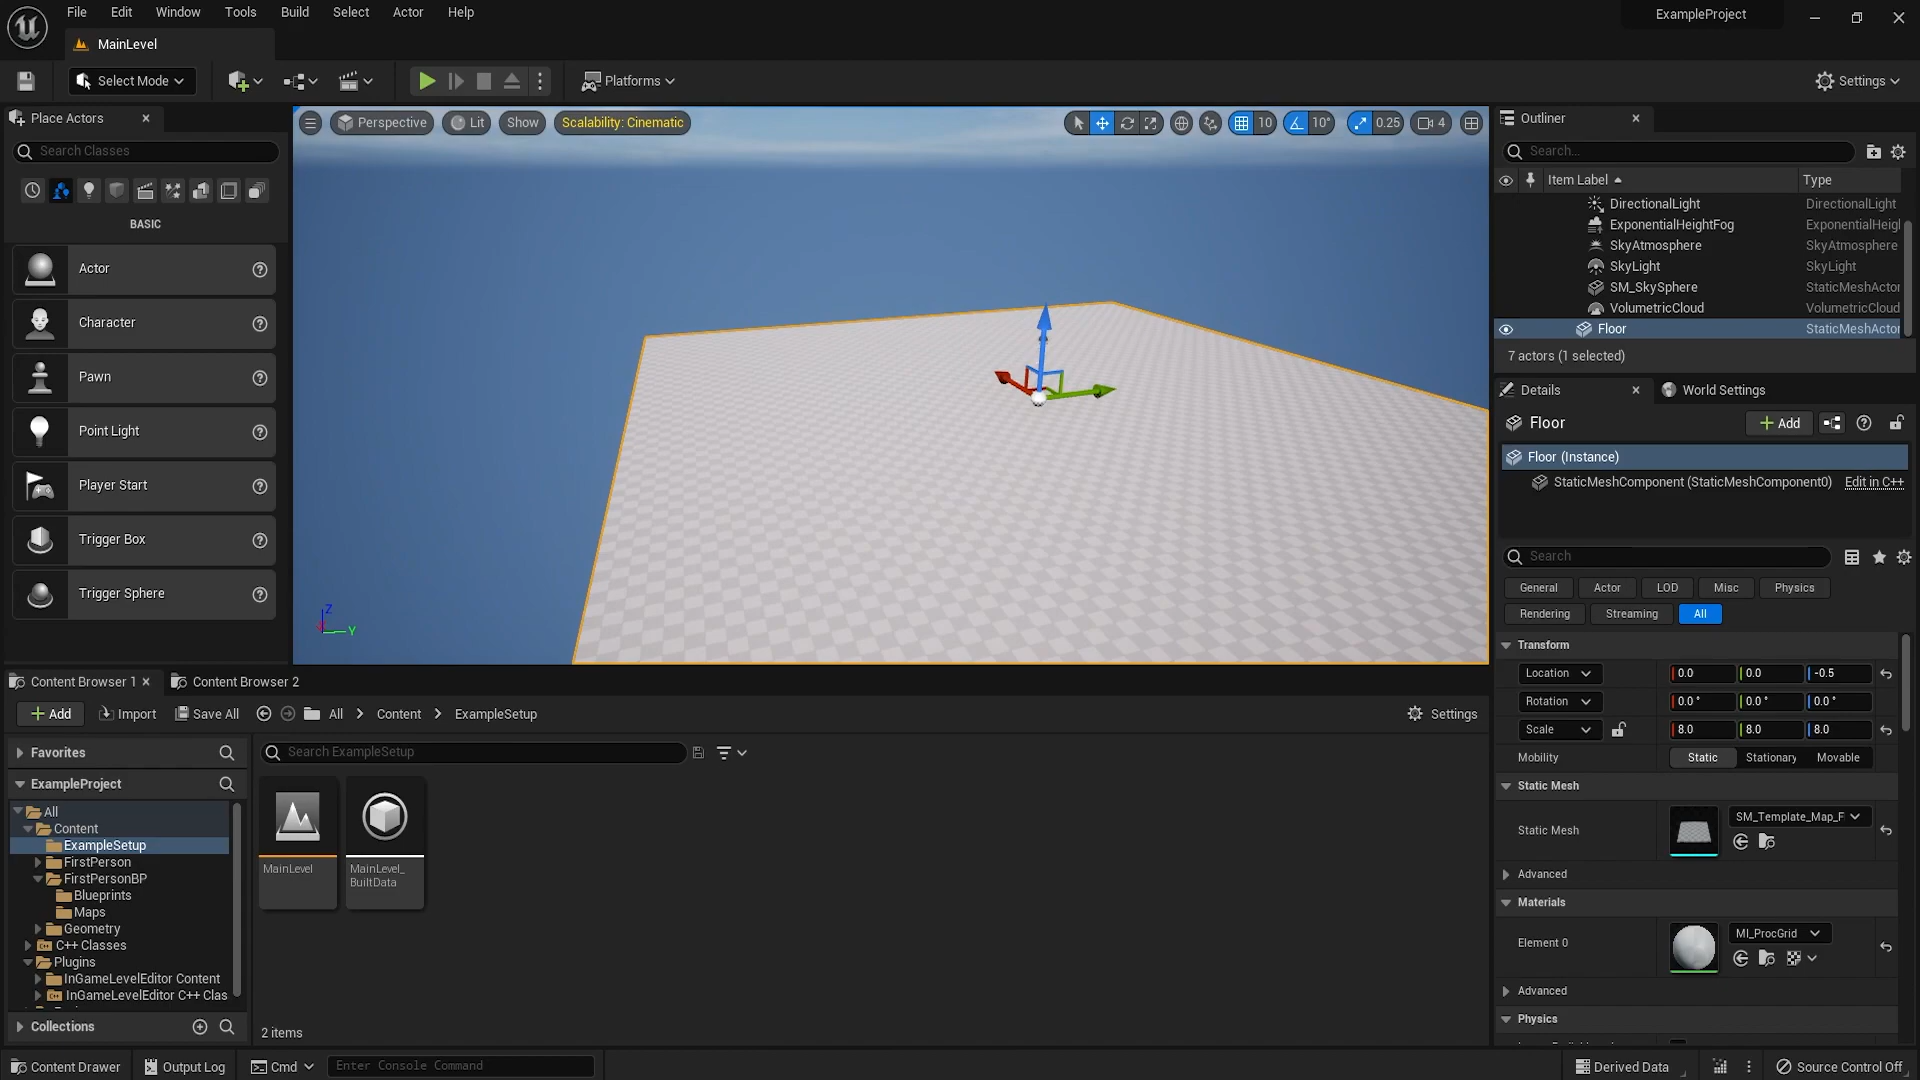 File Edit Window Tools Build Select Actor Help
ExampleProject
MainLevel
Select Mode
Platforms
Settings
Place Actors
Search Classes
BASIC
Actor
Character
Pawn
Point Light
Player Start
Trigger Box
Trigger Sphere
Perspective Lit Show Scalability: Cinematic
10 10° 0.25 4
Z
Y
Outliner
Search...
Item Label Type
DirectionalLight DirectionalLight
ExponentialHeightFog ExponentialHeigl
SkyAtmosphere SkyAtmosphere
SkyLight SkyLight
SM_SkySphere StaticMeshActor
VolumetricCloud VolumetricCloud
Floor StaticMeshActor
7 actors (1 selected)
Details World Settings
Floor Add
Floor (Instance)
StaticMeshComponent (StaticMeshComponent0) Edit in C++
Search
General Actor LOD Misc Physics
Rendering Streaming All
Transform
Location 0.0 0.0 -0.5
Rotation 0.0 ° 0.0 ° 0.0 °
Scale 8.0 8.0 8.0
Mobility Static Stationary Movable
Static Mesh
Static Mesh SM_Template_Map_F
Advanced
Materials
Element 0 MI_ProcGrid
Advanced
Physics
Content Browser 1 Content Browser 2
Add Import Save All All Content ExampleSetup Settings
Favorites
ExampleProject
All
Content
ExampleSetup
FirstPerson
FirstPersonBP
Blueprints
Maps
Geometry
C++ Classes
Plugins
InGameLevelEditor Content
InGameLevelEditor C++ Clas
Collections
Search ExampleSetup
MainLevel
MainLevel_
BuiltData
2 items
Content Drawer Output Log Cmd Enter Console Command
Derived Data Source Control Off